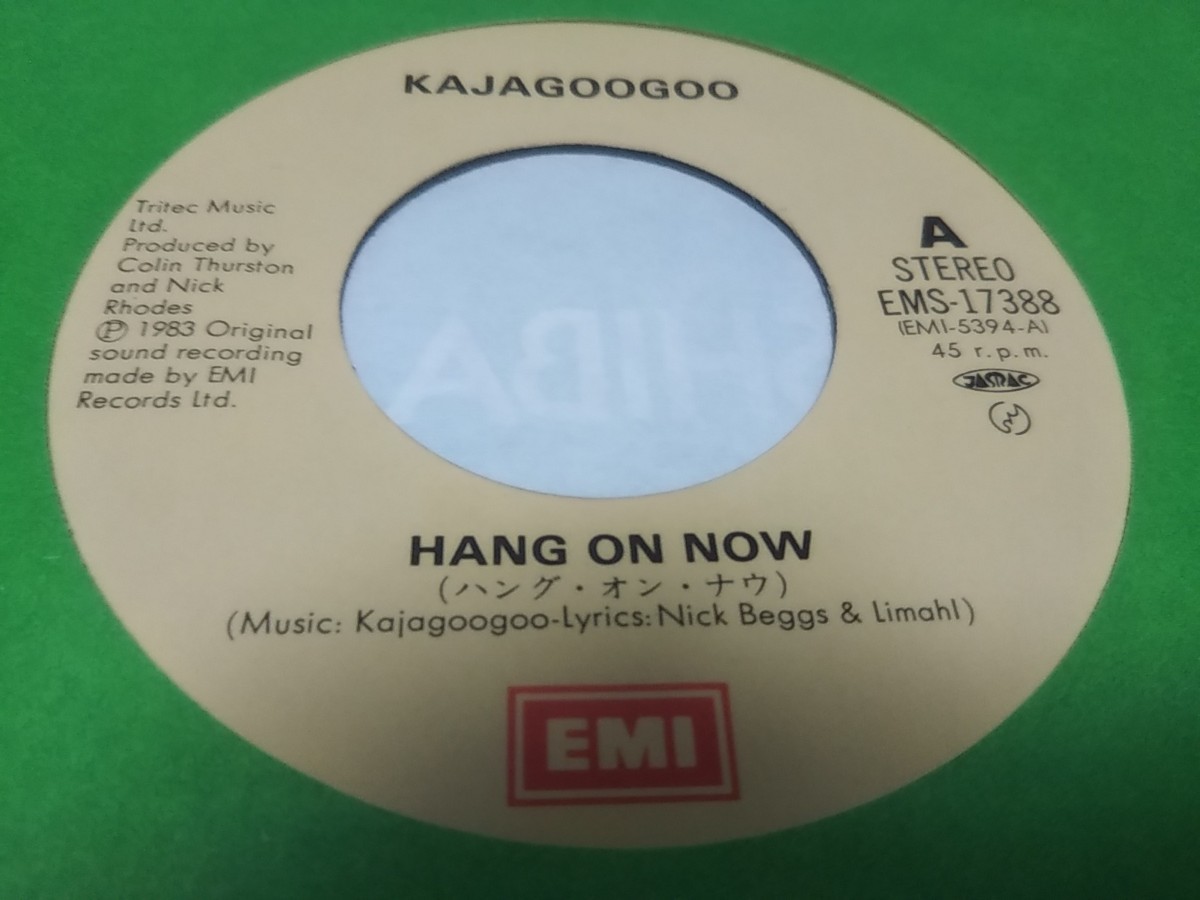 KAJAGOOGOO
Tritec Music
Ltd.
Produced by
Colin Thurston
and Nick
Rhodes
Ⓟ 1983 Original
sound recording
made by EMI
Records Ltd.
A
STEREO
EMS-17388
(EMI-5394-A)
45 r.p.m.
JASRAC
HANG ON NOW
(ハング・オン・ナウ)
(Music: Kajagoogoo-Lyrics: Nick Beggs & Limahl)
EMI